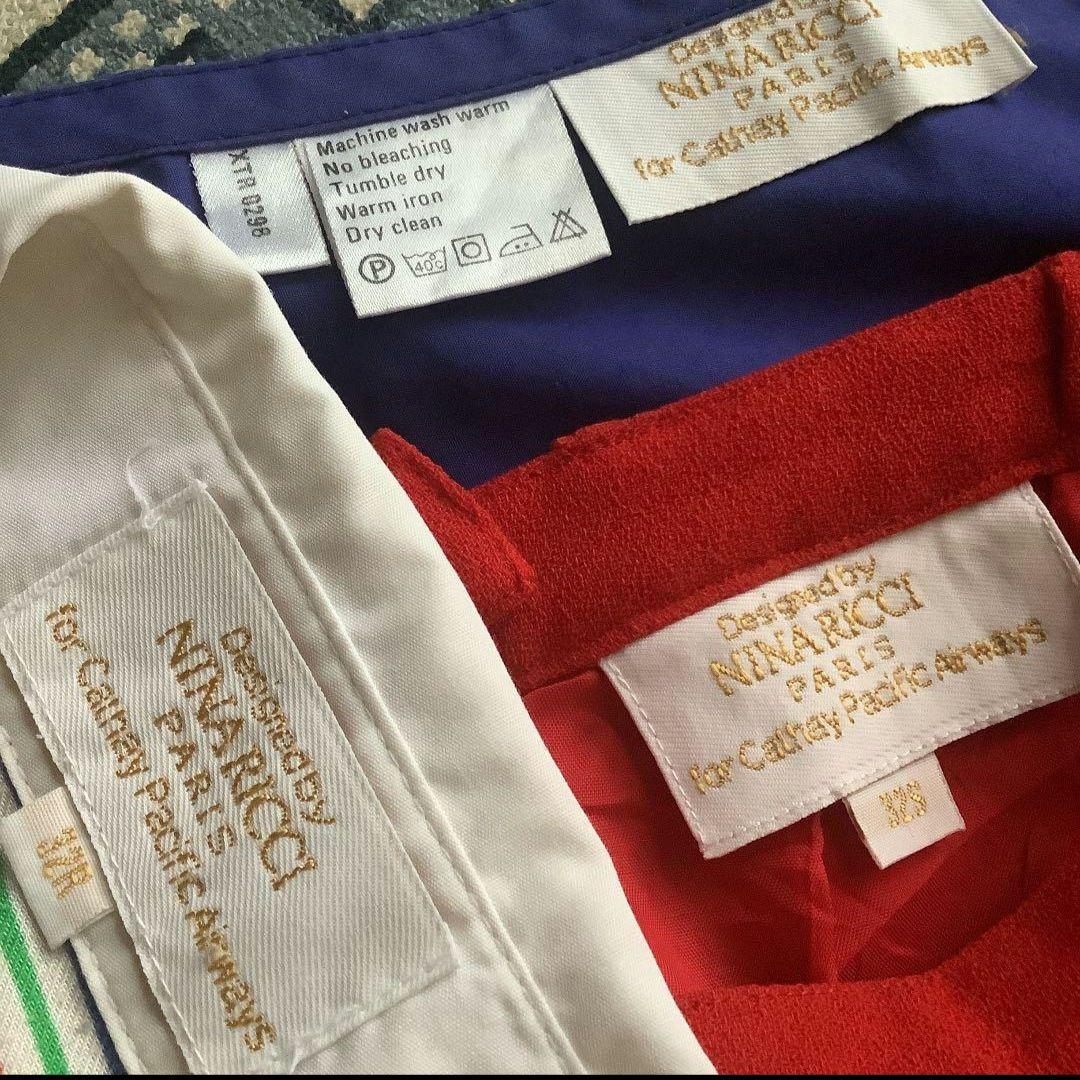 Designed by
NINA RICCI
PARIS
for Cathay Pacific Airways
XTR 0296
Machine wash warm
No bleaching
Tumble dry
Warm iron
Dry clean
P 40°C
Designed by
NINA RICCI
PARIS
for Cathay Pacific Airways
Designed by
NINA RICCI
PARIS
for Cathay Pacific Airways